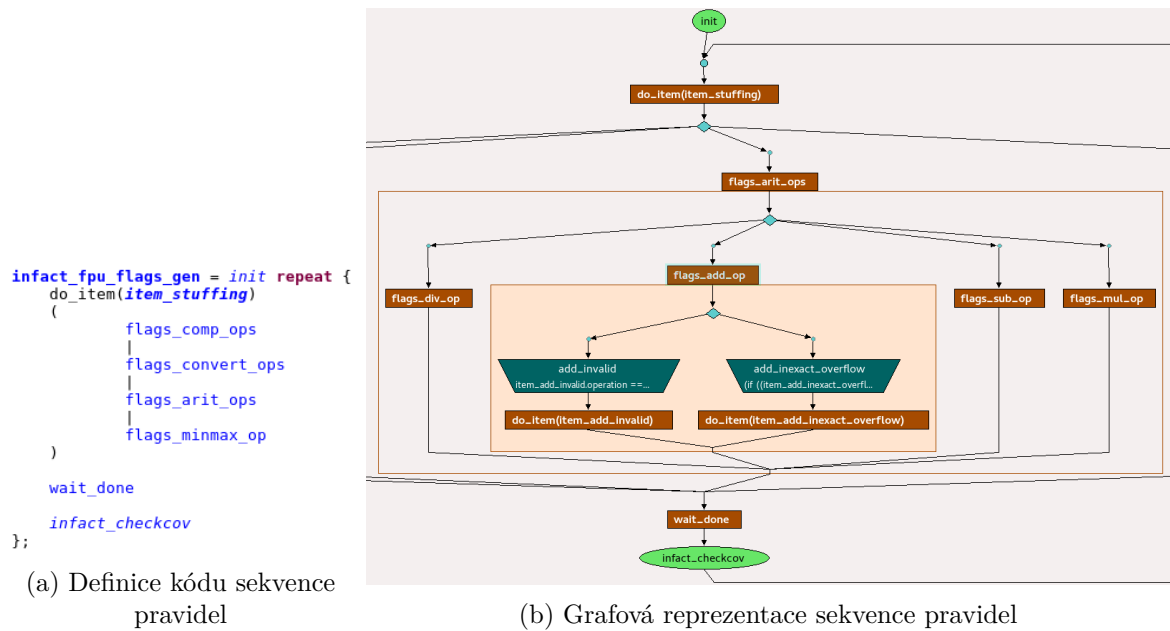 infact_fpu_flags_gen = init repeat {
do_item(item_stuffing)
(
flags_comp_ops
|
flags_convert_ops
|
flags_arit_ops
|
flags_minmax_op
)
wait_done
infact_checkcov
};
(a) Definice kódu sekvence
pravidel
init
do_item(item_stuffing)
flags_arit_ops
flags_add_op
flags_div_op
flags_sub_op
flags_mul_op
add_invalid
item_add_invalid.operation ==...
add_inexact_overflow
(if ((item_add_inexact_overfl...
do_item(item_add_invalid)
do_item(item_add_inexact_overflow)
wait_done
infact_checkcov
(b) Grafová reprezentace sekvence pravidel